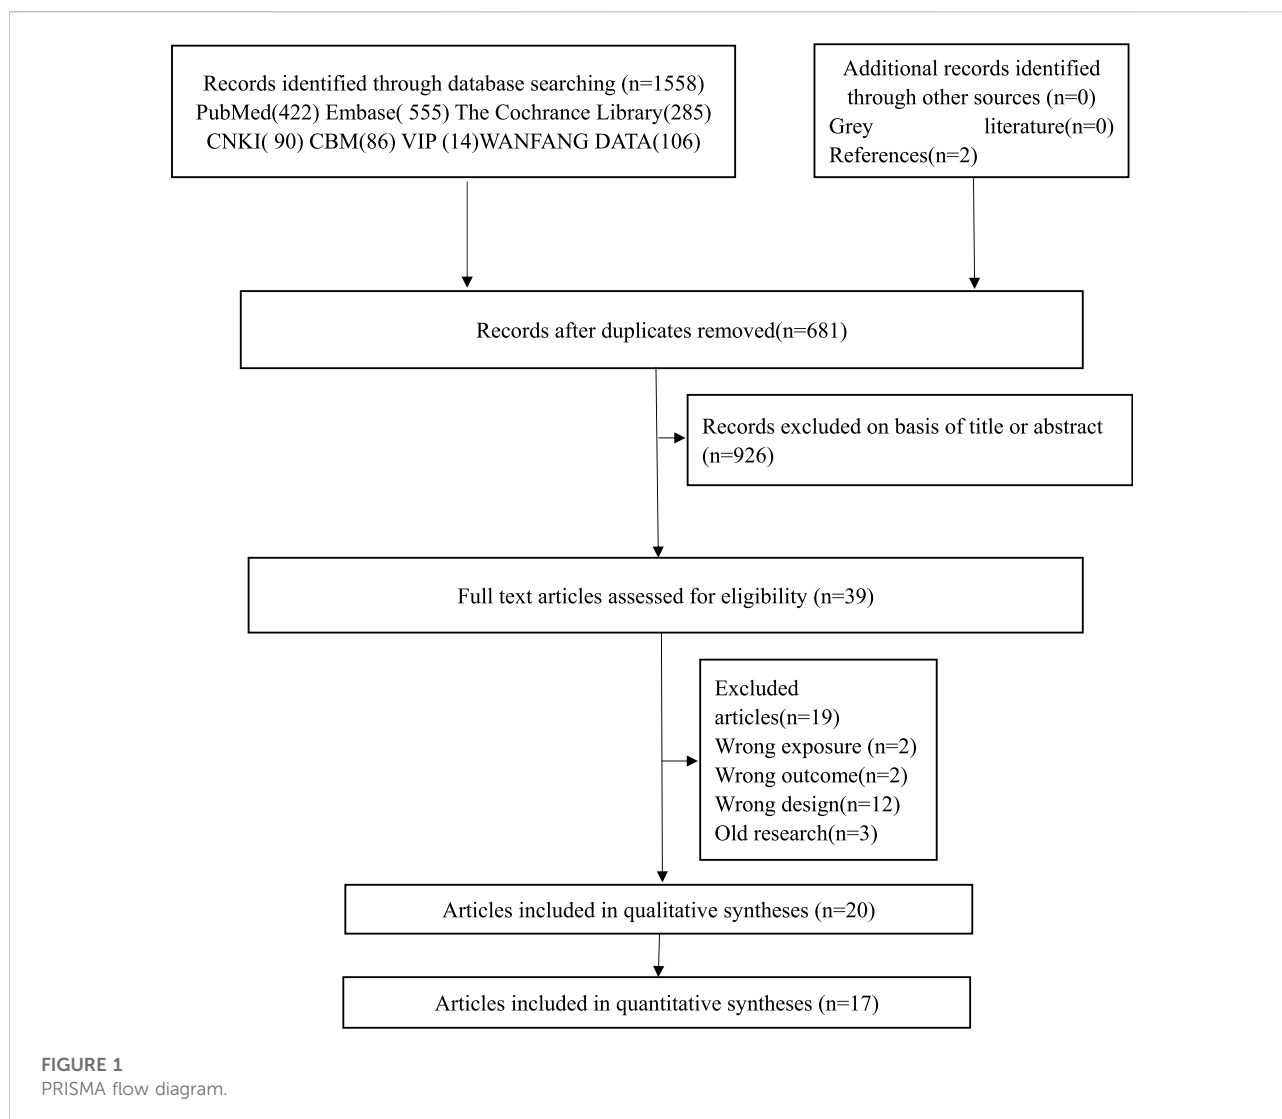 Records identified through database searching (n=1558)
PubMed(422) Embase( 555) The Cochrance Library(285)
CNKI( 90) CBM(86) VIP (14)WANFANG DATA(106)
Additional records identified
through other sources (n=0)
Grey literature(n=0)
References(n=2)
Records after duplicates removed(n=681)
Records excluded on basis of title or abstract
(n=926)
Full text articles assessed for eligibility (n=39)
Excluded
articles(n=19)
Wrong exposure (n=2)
Wrong outcome(n=2)
Wrong design(n=12)
Old research(n=3)
Articles included in qualitative syntheses (n=20)
Articles included in quantitative syntheses (n=17)
FIGURE 1
PRISMA flow diagram.